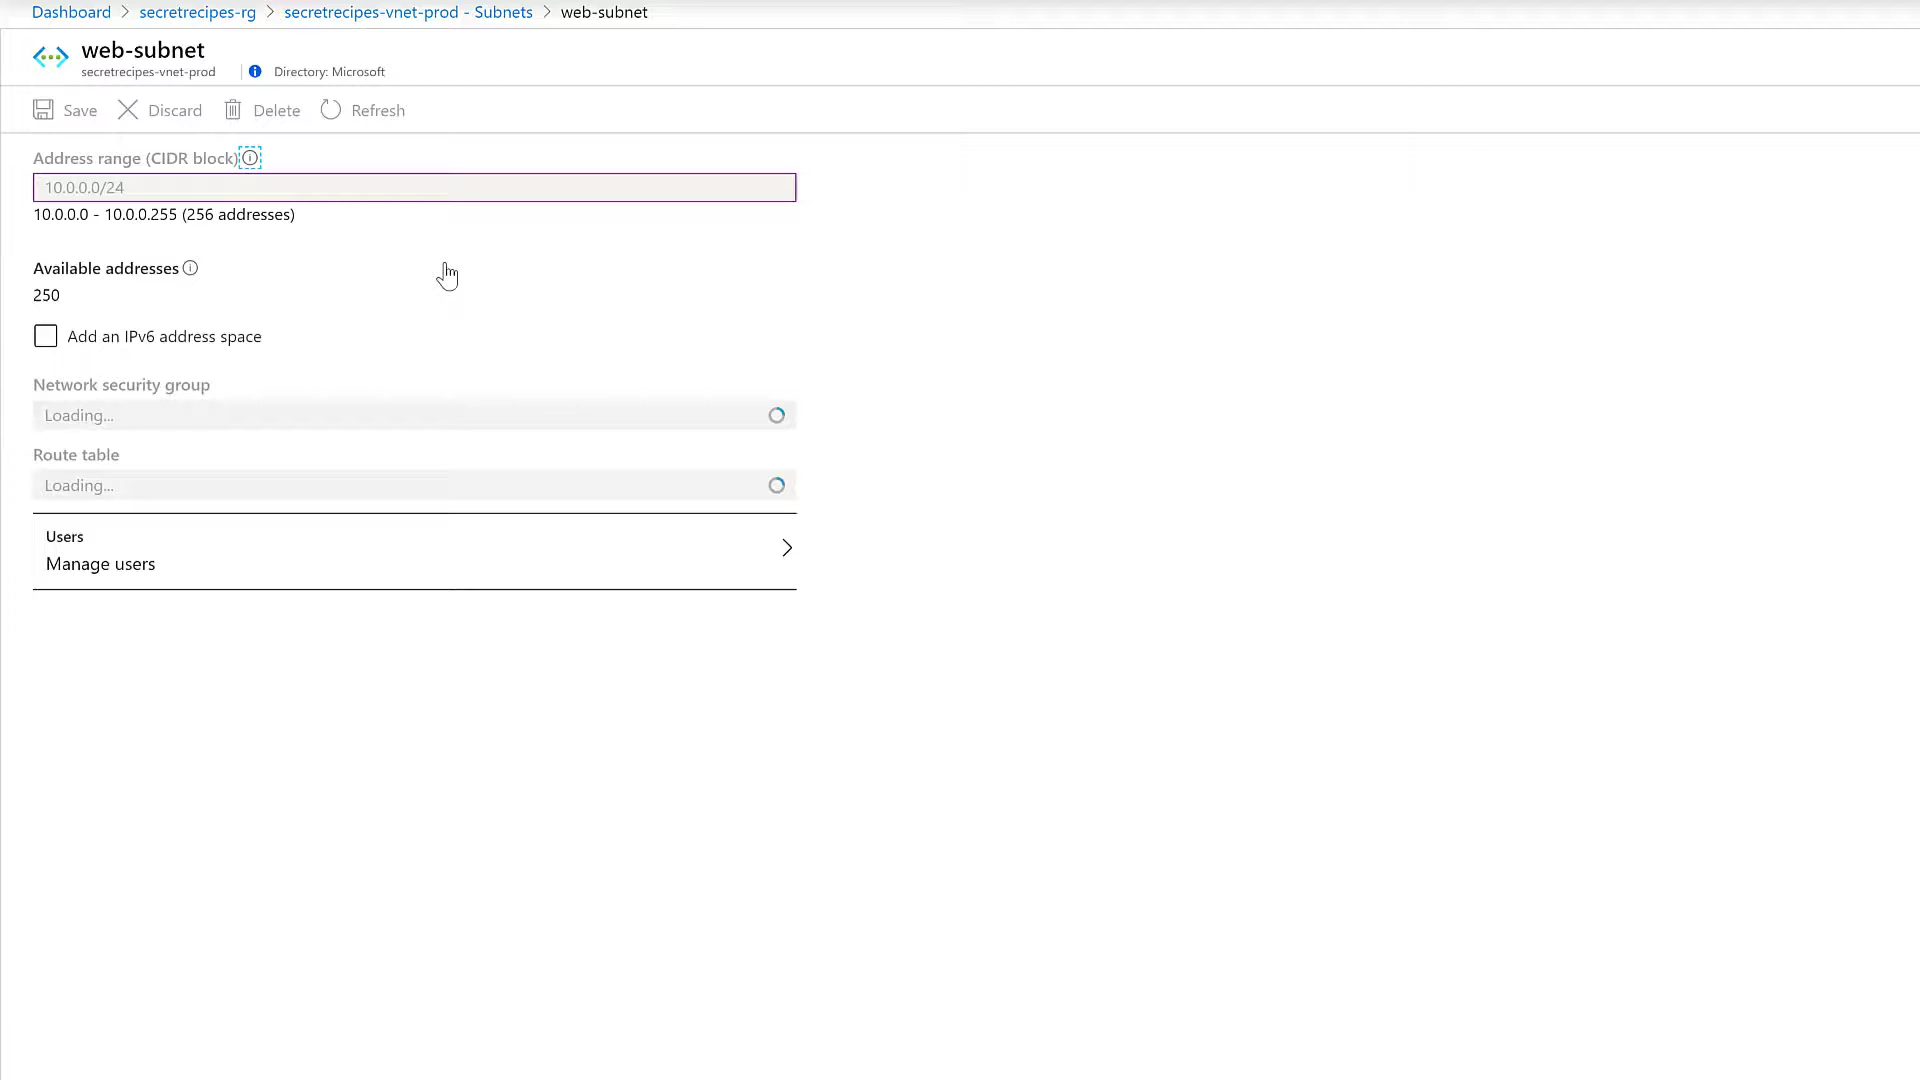 Dashboard > secretrecipes-rg > secretrecipes-vnet-prod - Subnets > web-subnet
web-subnet
secretrecipes-vnet-prod | Directory: Microsoft
Save Discard Delete Refresh
Address range (CIDR block)
10.0.0.0/24
10.0.0.0 - 10.0.0.255 (256 addresses)
Available addresses
250
Add an IPv6 address space
Network security group
Loading...
Route table
Loading...
Users
Manage users